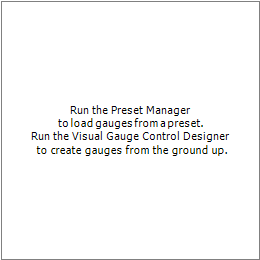 Run the Preset Manager
to load gauges from a preset.
Run the Visual Gauge Control Designer
to create gauges from the ground up.